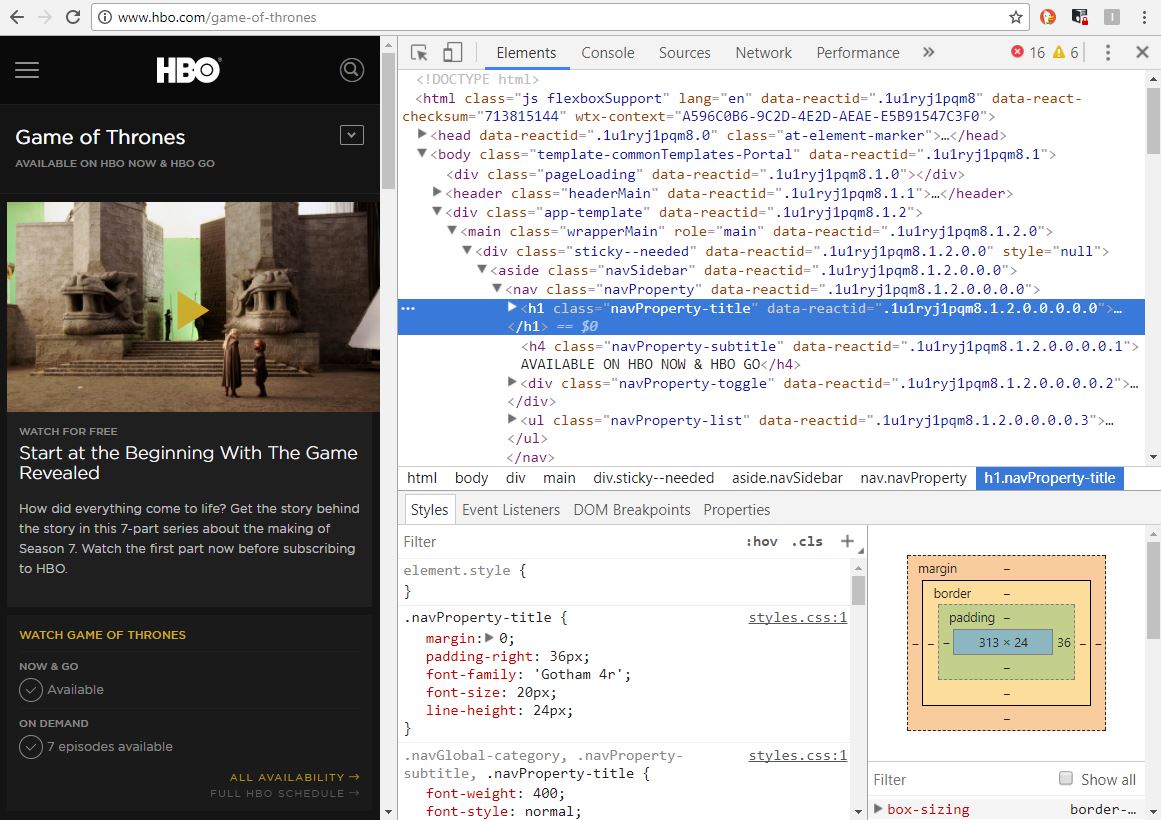 www.hbo.com/game-of-thrones
HBO
Game of Thrones
AVAILABLE ON HBO NOW & HBO GO
WATCH FOR FREE
Start at the Beginning With The Game
Revealed
How did everything come to life? Get the story behind
the story in this 7-part series about the making of
Season 7. Watch the first part now before subscribing
to HBO.
WATCH GAME OF THRONES
NOW & GO
Available
ON DEMAND
7 episodes available
ALL AVAILABILITY →
FULL HBO SCHEDULE →
Elements Console Sources Network Performance » 16 6
<!DOCTYPE html>
<html class="js flexboxSupport" lang="en" data-reactid=".1u1ryj1pqm8" data-react-
checksum="713815144" wtx-context="A596C0B6-9C2D-4E2D-AEAE-E5B91547C3F0">
<head data-reactid=".1u1ryj1pqm8.0" class="at-element-marker">…</head>
<body class="template-commonTemplates-Portal" data-reactid=".1u1ryj1pqm8.1">
<div class="pageLoading" data-reactid=".1u1ryj1pqm8.1.0"></div>
<header class="headerMain" data-reactid=".1u1ryj1pqm8.1.1">…</header>
<div class="app-template" data-reactid=".1u1ryj1pqm8.1.2">
<main class="wrapperMain" role="main" data-reactid=".1u1ryj1pqm8.1.2.0">
<div class="sticky--needed" data-reactid=".1u1ryj1pqm8.1.2.0.0" style="null">
<aside class="navSidebar" data-reactid=".1u1ryj1pqm8.1.2.0.0.0">
<nav class="navProperty" data-reactid=".1u1ryj1pqm8.1.2.0.0.0.0">
… <h1 class="navProperty-title" data-reactid=".1u1ryj1pqm8.1.2.0.0.0.0.0">…
</h1> == $0
<h4 class="navProperty-subtitle" data-reactid=".1u1ryj1pqm8.1.2.0.0.0.0.1">
AVAILABLE ON HBO NOW & HBO GO</h4>
<div class="navProperty-toggle" data-reactid=".1u1ryj1pqm8.1.2.0.0.0.0.2">…
</div>
<ul class="navProperty-list" data-reactid=".1u1ryj1pqm8.1.2.0.0.0.0.3">…
</ul>
</nav>
html body div main div.sticky--needed aside.navSidebar nav.navProperty h1.navProperty-title
Styles Event Listeners DOM Breakpoints Properties
Filter :hov .cls +
element.style {
}
.navProperty-title { styles.css:1
margin: 0;
padding-right: 36px;
font-family: 'Gotham 4r';
font-size: 20px;
line-height: 24px;
}
.navGlobal-category, .navProperty- styles.css:1
subtitle, .navProperty-title {
font-weight: 400;
font-style: normal;
margin –
border –
padding –
– – – 313 × 24 36 – –
–
–
–
Filter Show all
box-sizing border-…